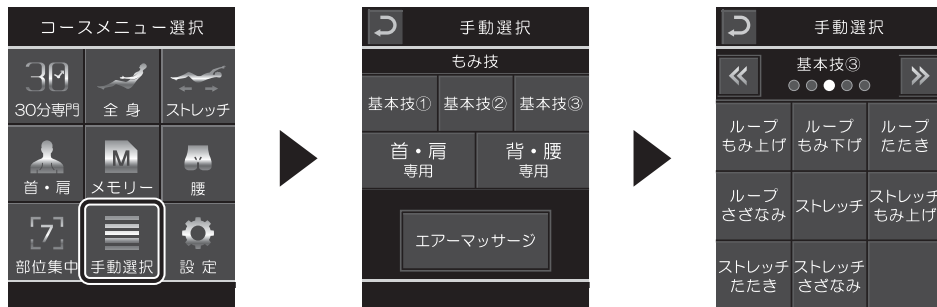 コースメニュー選択
30
30分専門
全 身
ストレッチ
首・肩
M
メモリー
腰
7
部位集中
手動選択
設 定
手動選択
もみ技
基本技①
基本技②
基本技③
首・肩
専用
背・腰
専用
エアーマッサージ
手動選択
基本技③
ループ
もみ上げ
ループ
もみ下げ
ループ
たたき
ループ
さざなみ
ストレッチ
ストレッチ
もみ上げ
ストレッチ
たたき
ストレッチ
さざなみ